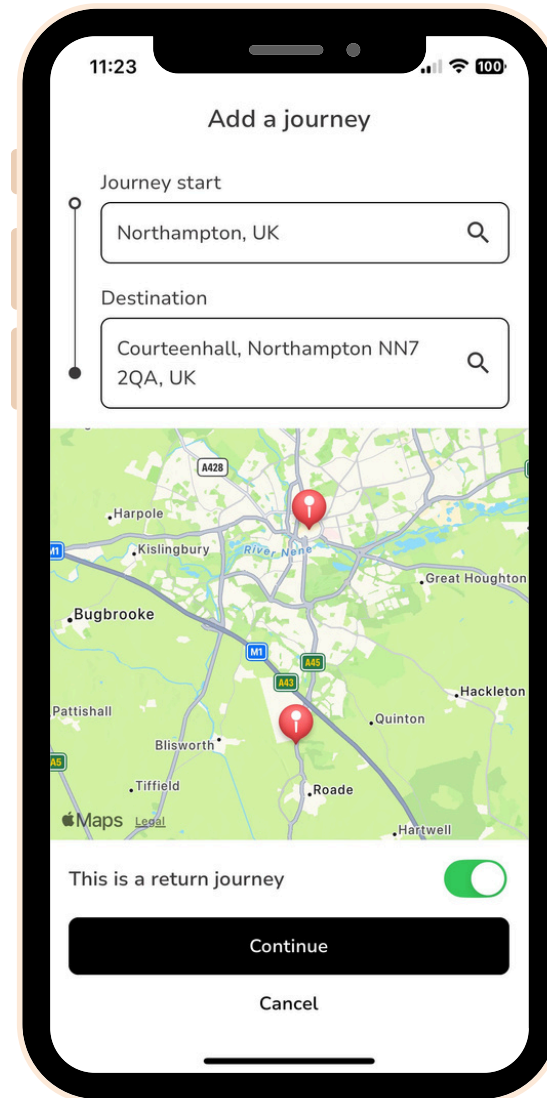 11:23
100
Add a journey
Journey start
Northampton, UK
Destination
Courteenhall, Northampton NN7
2QA, UK
A428
Harpole
Kislingbury
River Nene
M1
Great Houghton
Bugbrooke
M1
A45
A43
Hackleton
Pattishall
Quinton
Blisworth
A5
Tiffield
Roade
Maps Legal
Hartwell
This is a return journey
Continue
Cancel